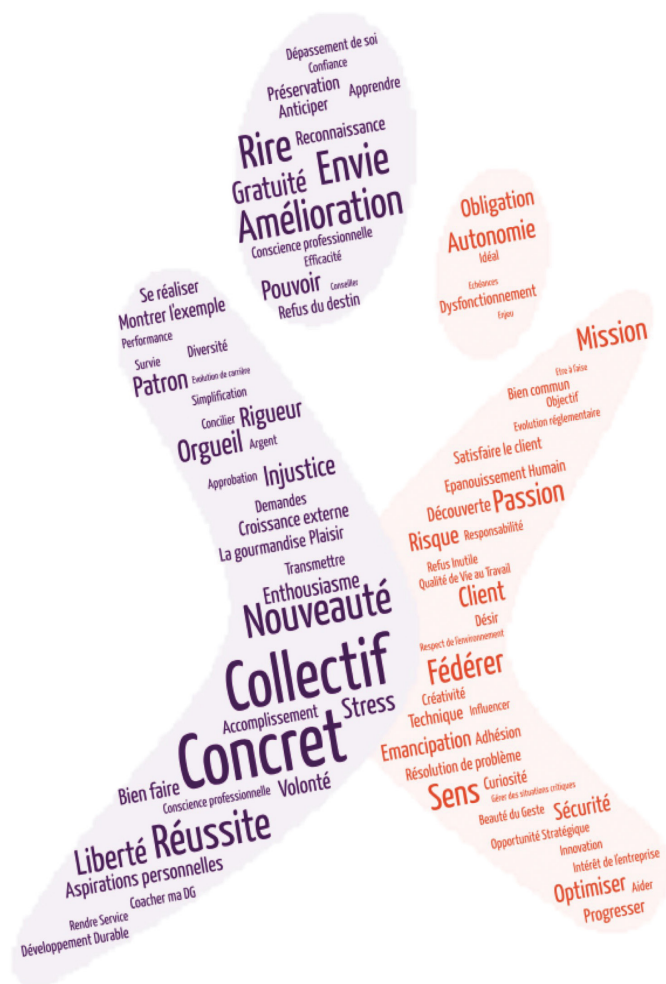 Dépassement de soi
Confiance
Préservation
Apprendre
Anticiper
Rire Reconnaissance
Gratuité Envie
Amélioration
Conscience professionnelle
Efficacité
Pouvoir Conseiller
Refus du destin
Se réaliser
Montrer l'exemple
Performance
Survie
Diversité
Patron Evolution de carrière
Simplification
Concilier Rigueur
Orgueil Argent
Approbation Injustice
Demandes
Croissance externe
La gourmandise Plaisir
Transmettre
Enthousiasme
Nouveauté
Collectif
Accomplissement Stress
Concret
Bien faire
Conscience professionnelle Volonté
Liberté Réussite
Aspirations personnelles
Coacher ma DG
Rendre Service
Développement Durable
Obligation
Autonomie
Idéal
Echéances
Dysfonctionnement
Enjeu
Mission
Etre à l'aise
Bien commun
Objectif
Evolution réglementaire
Satisfaire le client
Epanouissement Humain
Découverte Passion
Risque Responsabilité
Refus Inutile
Qualité de Vie au Travail
Client
Désir
Respect de l'environnement
Fédérer
Créativité
Technique Influencer
Emancipation Adhésion
Résolution de problème
Sens Curiosité
Gérer des situations critiques
Beauté du Geste Sécurité
Opportunité Stratégique
Innovation
Intérêt de l'entreprise
Optimiser Aider
Progresser